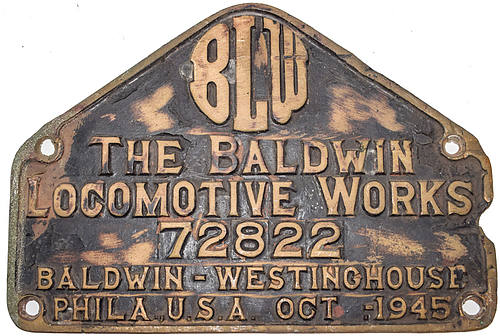 BLW
THE BALDWIN
LOCOMOTIVE WORKS
72822
BALDWIN - WESTINGHOUSE
PHILA., U.S.A. OCT - 1945